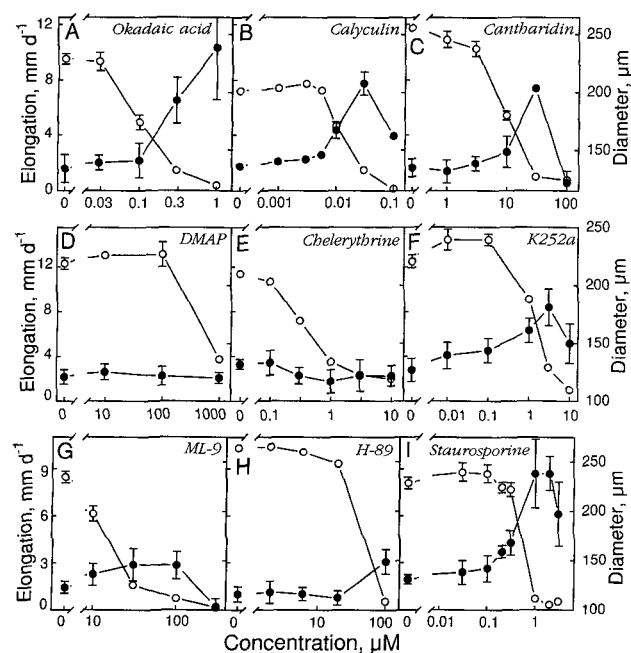 A Okadaic acid
B Calyculin
C Cantharidin
Elongation, mm d⁻¹
12
8
4
0
Diameter, µm
250
200
150
0 0.03 0.1 0.3 1
0 0.001 0.01 0.1
0 1 10 100
D DMAP
E Chelerythrine
F K252a
Elongation, mm d⁻¹
12
8
4
0
Diameter, µm
250
200
150
100
0 10 100 1000
0 0.1 1 10
0 0.01 0.1 1 10
G ML-9
H H-89
I Staurosporine
Elongation, mm d⁻¹
9
6
3
0
Diameter, µm
250
200
150
100
0 10 100
0 1 10 100
0 0.01 0.1 1
Concentration, µM